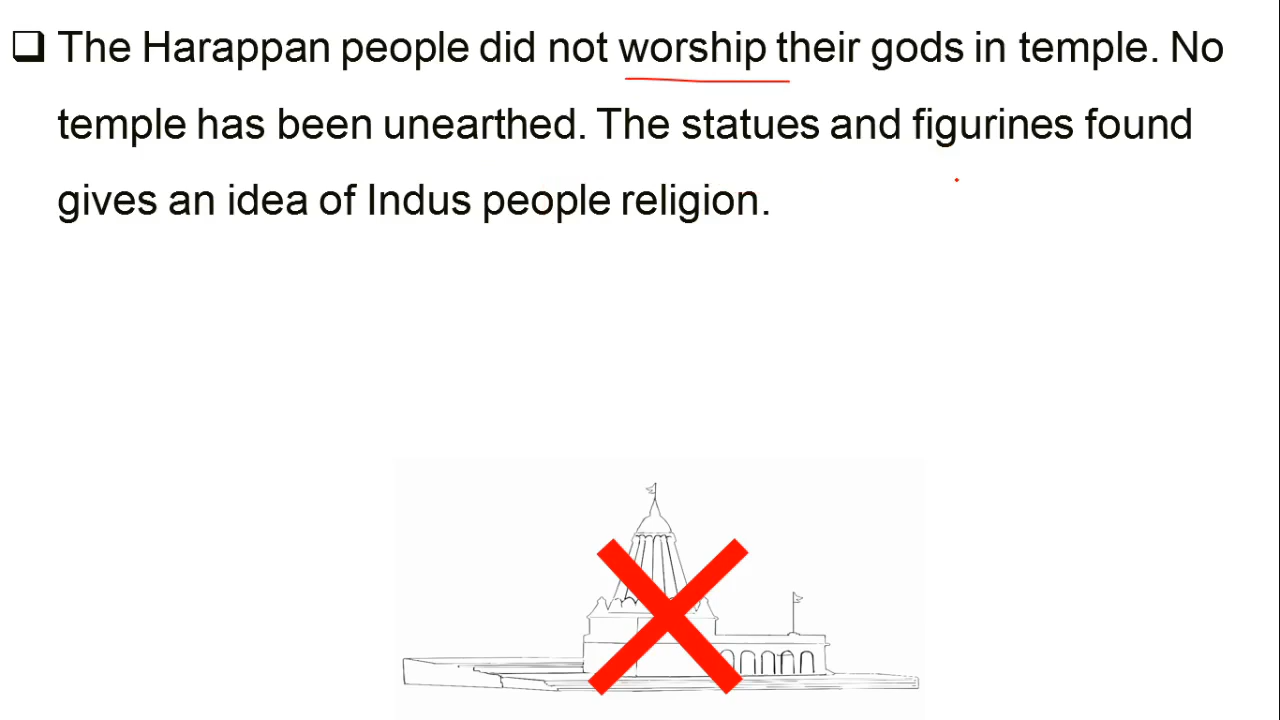 The Harappan people did not worship their gods in temple. No
temple has been unearthed. The statues and figurines found
gives an idea of Indus people religion.